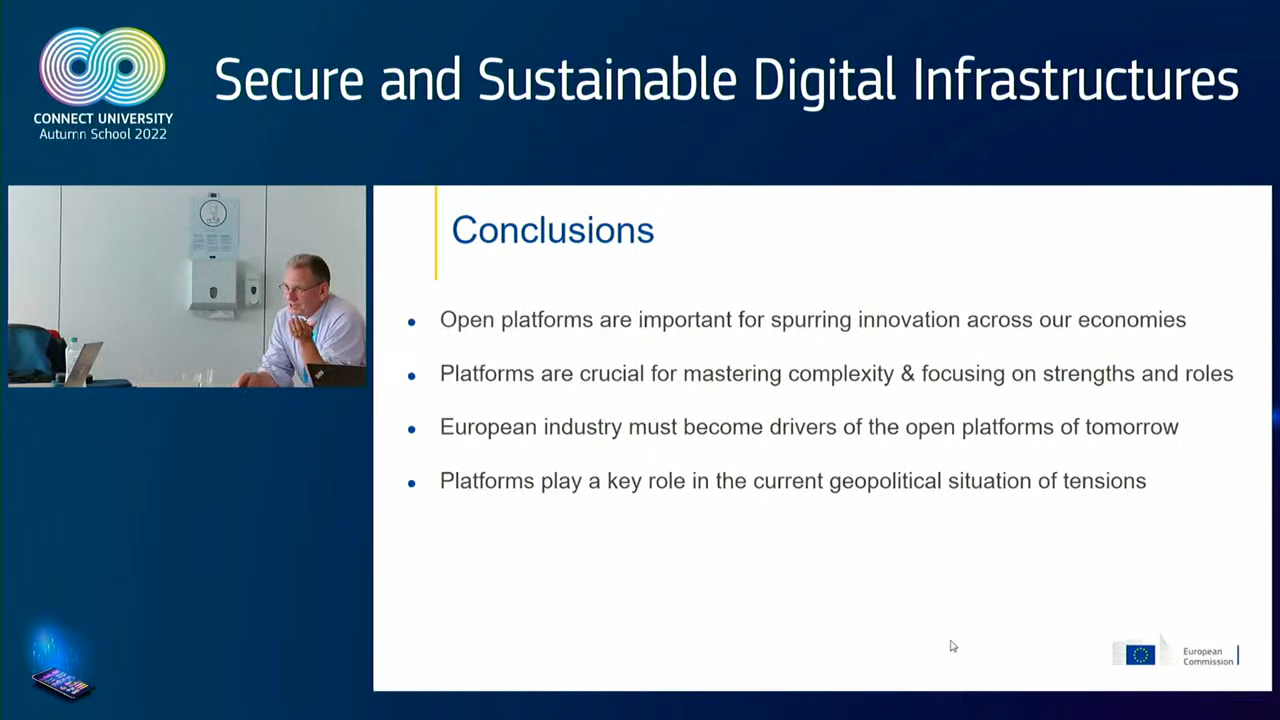 CONNECT UNIVERSITY
Autumn School 2022
Secure and Sustainable Digital Infrastructures
Conclusions
• Open platforms are important for spurring innovation across our economies
• Platforms are crucial for mastering complexity & focusing on strengths and roles
• European industry must become drivers of the open platforms of tomorrow
• Platforms play a key role in the current geopolitical situation of tensions
European
Commission